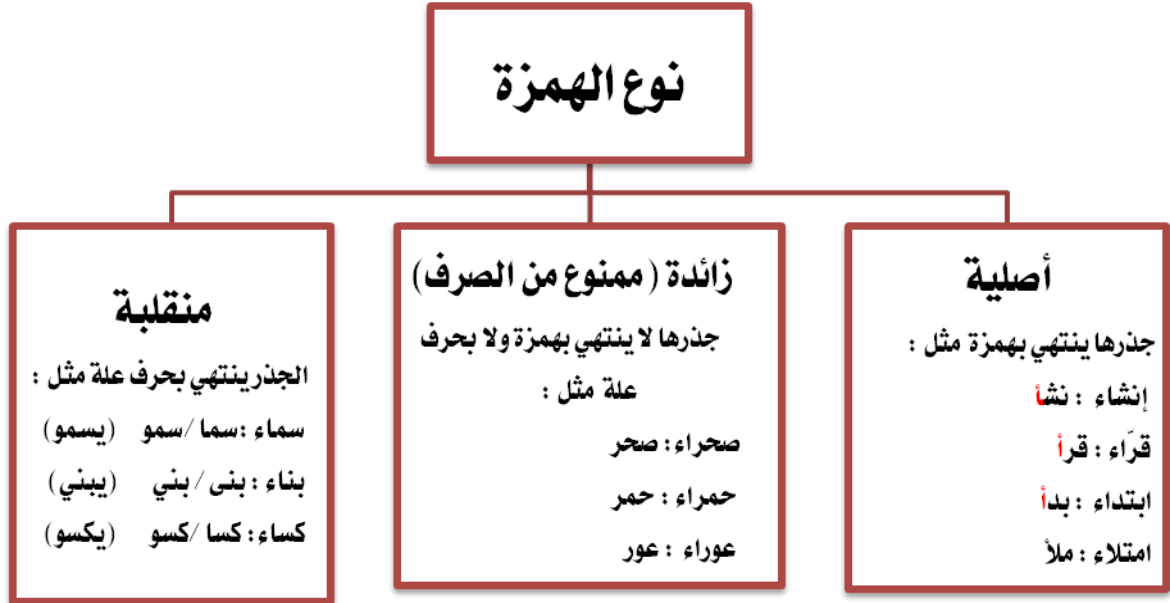 نوع الهمزة
أصلية
جذرها ينتهي بهمزة مثل :
إنشاء : نشأ
قرّاء : قرأ
ابتداء : بدأ
امتلاء : ملأ
زائدة ( ممنوع من الصرف )
جذرها لا ينتهي بهمزة ولا بحرف
علة مثل :
صحراء : صحر
حمراء : حمر
عوراء : عور
منقلبة
الجذر ينتهي بحرف علة مثل :
سماء : سما / سمو (يسمو)
بناء : بنى / بني (يبني)
كساء : كسا / كسو (يكسو)